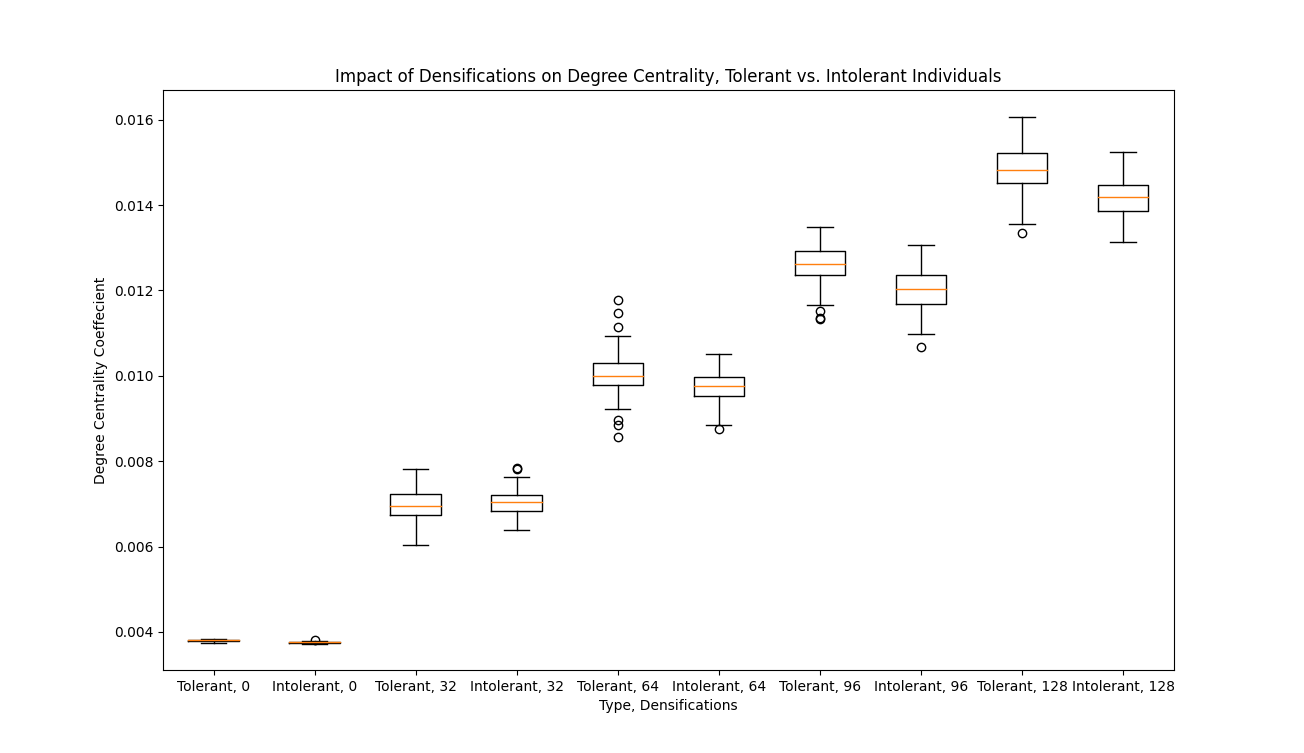 Impact of Densifications on Degree Centrality, Tolerant vs. Intolerant Individuals
Degree Centrality Coeffecient
0.016
0.014
0.012
0.010
0.008
0.006
0.004
Tolerant, 0 Intolerant, 0 Tolerant, 32 Intolerant, 32 Tolerant, 64 Intolerant, 64 Tolerant, 96 Intolerant, 96 Tolerant, 128 Intolerant, 128
Type, Densifications